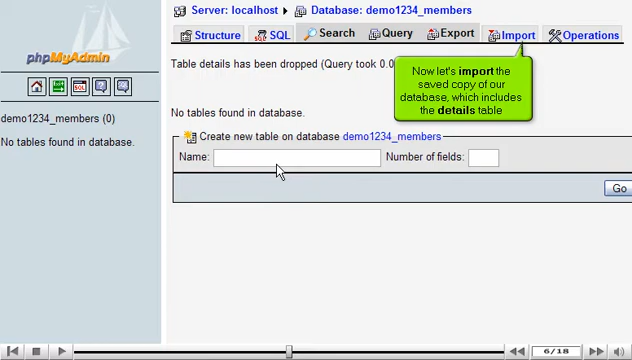 Server: localhost Database: demo1234_members
Structure SQL Search Query Export Import Operations
phpMyAdmin
Table details has been dropped (Query took 0.0
Now let's import the
saved copy of our
database, which includes
the details table
SQL
demo1234_members (0)
No tables found in database.
No tables found in database.
Create new table on database demo1234_members
Name: Number of fields:
Go
6/18